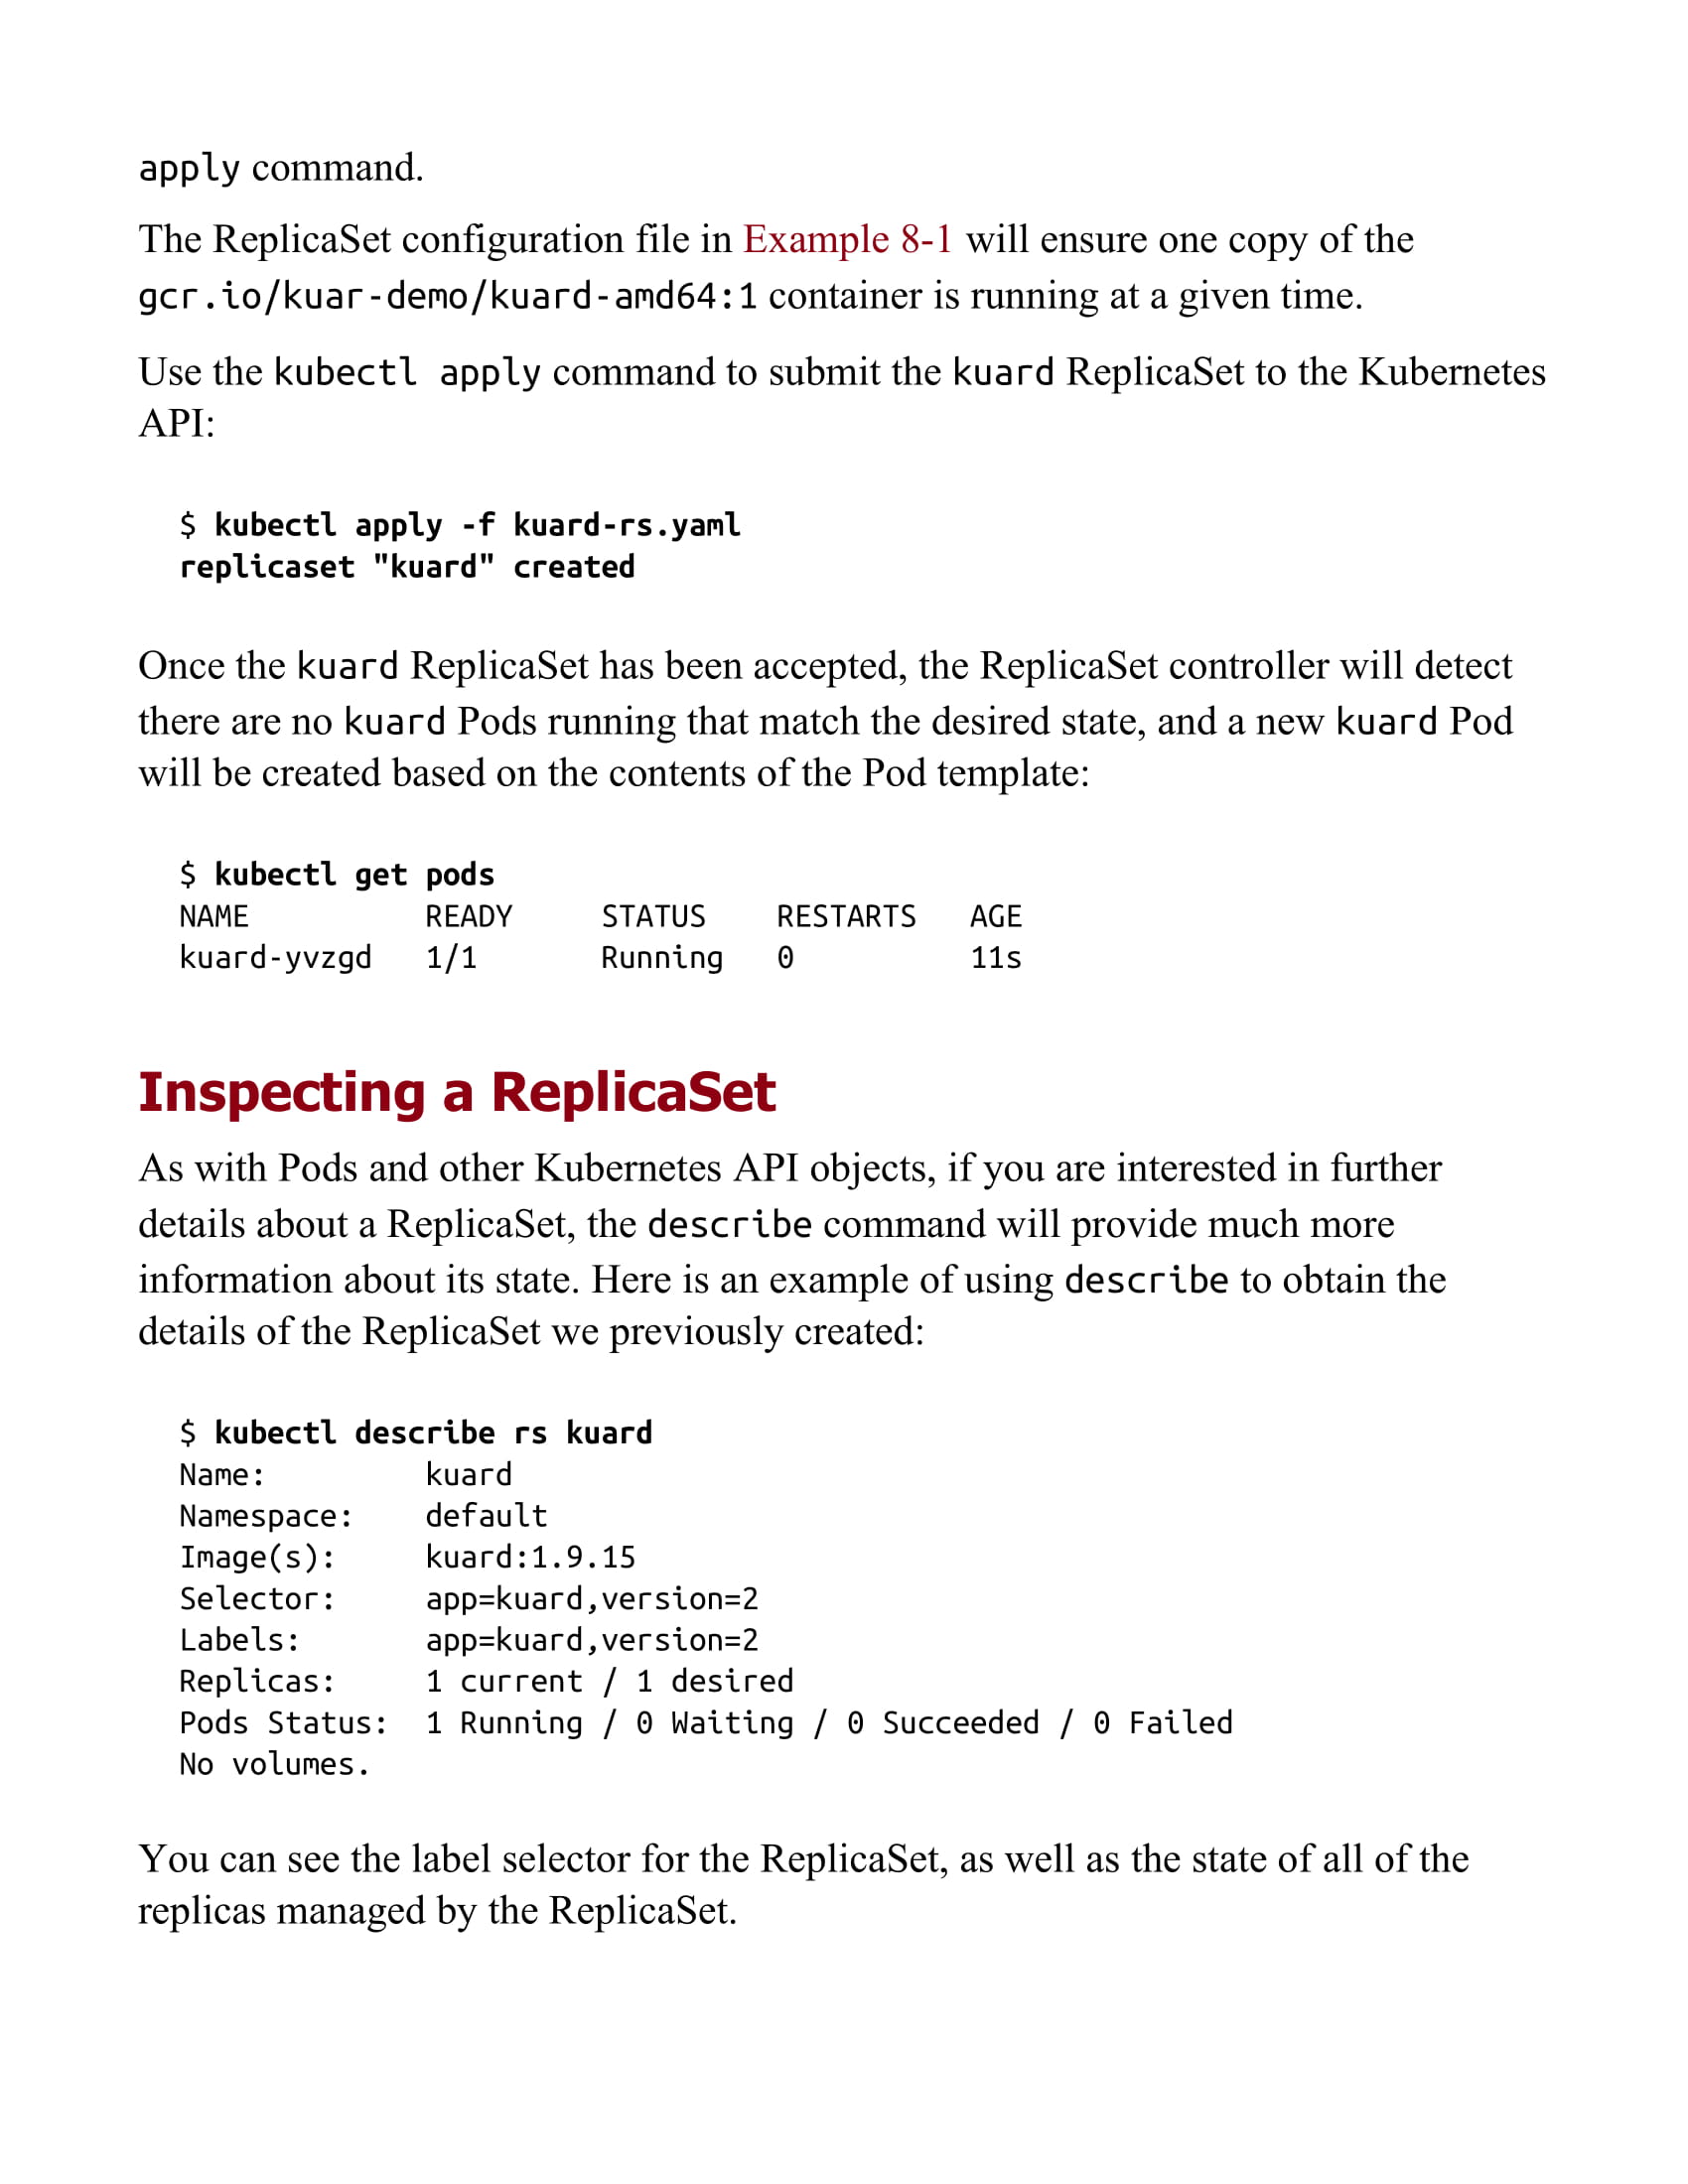 apply command.
The ReplicaSet configuration file in Example 8-1 will ensure one copy of the
gcr.io/kuar-demo/kuard-amd64:1 container is running at a given time.
Use the kubectl apply command to submit the kuard ReplicaSet to the Kubernetes
API:
$ kubectl apply -f kuard-rs.yaml
replicaset "kuard" created
Once the kuard ReplicaSet has been accepted, the ReplicaSet controller will detect
there are no kuard Pods running that match the desired state, and a new kuard Pod
will be created based on the contents of the Pod template:
$ kubectl get pods
NAME          READY     STATUS    RESTARTS   AGE
kuard-yvzgd   1/1       Running   0          11s
Inspecting a ReplicaSet
As with Pods and other Kubernetes API objects, if you are interested in further
details about a ReplicaSet, the describe command will provide much more
information about its state. Here is an example of using describe to obtain the
details of the ReplicaSet we previously created:
$ kubectl describe rs kuard
Name:         kuard
Namespace:    default
Image(s):     kuard:1.9.15
Selector:     app=kuard,version=2
Labels:       app=kuard,version=2
Replicas:     1 current / 1 desired
Pods Status:  1 Running / 0 Waiting / 0 Succeeded / 0 Failed
No volumes.
You can see the label selector for the ReplicaSet, as well as the state of all of the
replicas managed by the ReplicaSet.